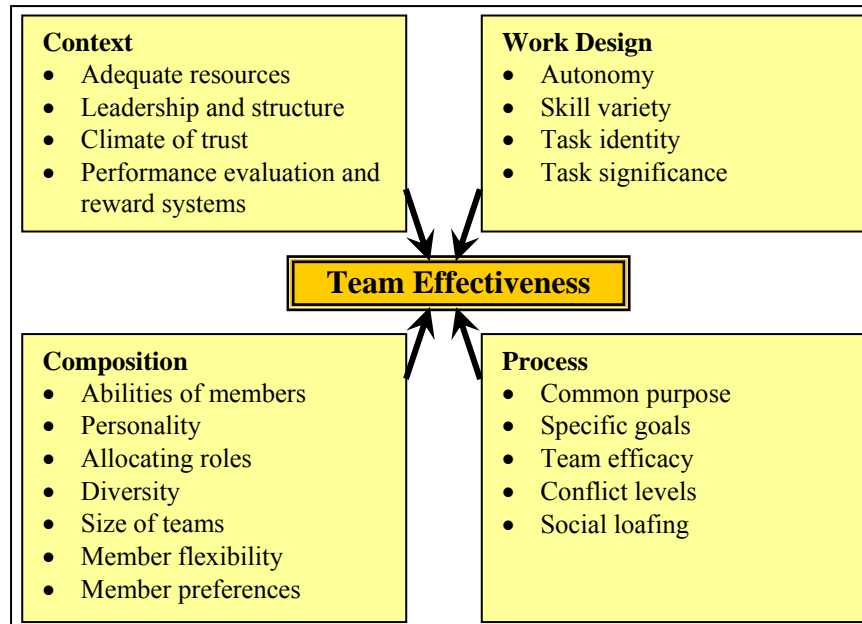 Context
• Adequate resources
• Leadership and structure
• Climate of trust
• Performance evaluation and
reward systems
Work Design
• Autonomy
• Skill variety
• Task identity
• Task significance
Team Effectiveness
Composition
• Abilities of members
• Personality
• Allocating roles
• Diversity
• Size of teams
• Member flexibility
• Member preferences
Process
• Common purpose
• Specific goals
• Team efficacy
• Conflict levels
• Social loafing